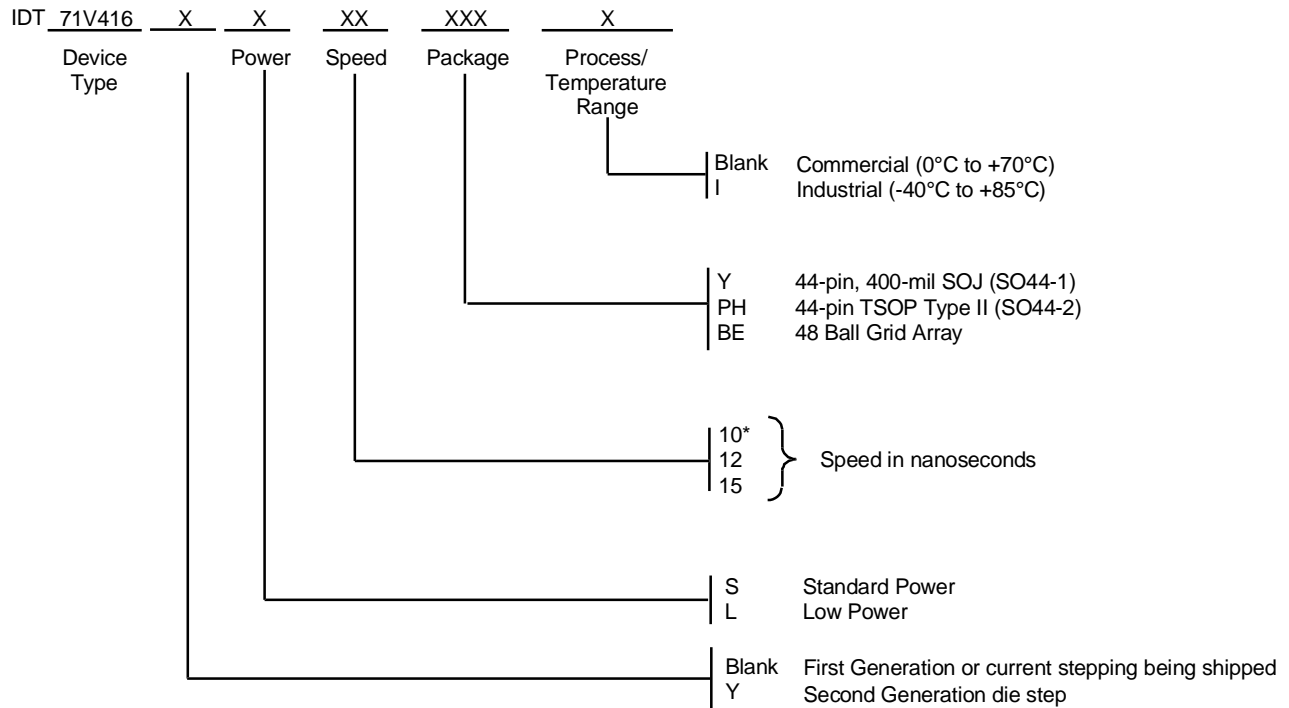 IDT 71V416 X X XX XXX X
Device Type Power Speed Package Process/ Temperature Range
Blank Commercial (0°C to +70°C)
I Industrial (-40°C to +85°C)
Y 44-pin, 400-mil SOJ (SO44-1)
PH 44-pin TSOP Type II (SO44-2)
BE 48 Ball Grid Array
10*
12 Speed in nanoseconds
15
S Standard Power
L Low Power
Blank First Generation or current stepping being shipped
Y Second Generation die step